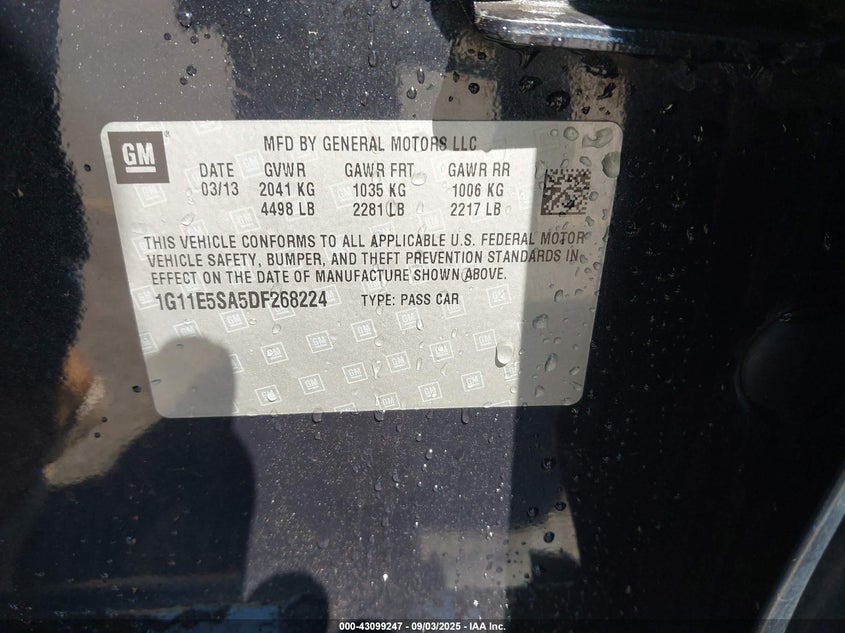 GM
MFD BY GENERAL MOTORS LLC
DATE GVWR GAWR FRT GAWR RR
03/13 2041 KG 1035 KG 1006 KG
4498 LB 2281 LB 2217 LB
THIS VEHICLE CONFORMS TO ALL APPLICABLE U.S. FEDERAL MOTOR
VEHICLE SAFETY, BUMPER, AND THEFT PREVENTION STANDARDS IN
EFFECT ON THE DATE OF MANUFACTURE SHOWN ABOVE.
1G11E5SA5DF268224 TYPE: PASS CAR
000-43099247 - 09/03/2025 - IAA Inc.